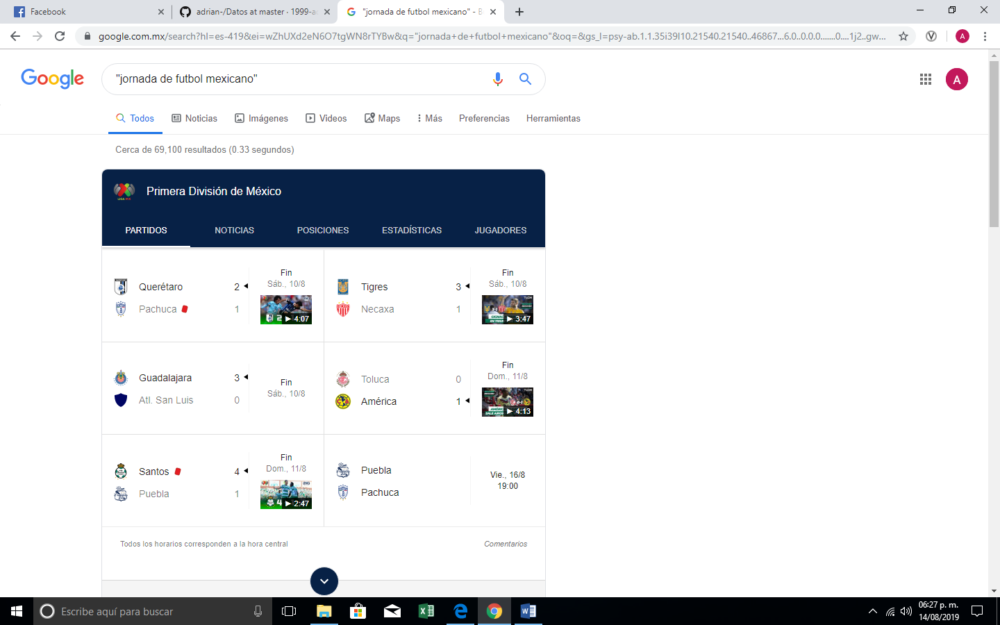 Facebook
adrian-/Datos at master · 1999-a
"jornada de futbol mexicano" - B
google.com.mx/search?hl=es-419&ei=wZhUXd2eN6O7tgWN8rTYBw&q="jornada+de+futbol+mexicano"&oq=&gs_l=psy-ab.1.1.35i39l10.21540.21540..46867...6.0..0.0.0.......0....1j2..gw...
A
Google
"jornada de futbol mexicano"
A
Todos
Noticias
Imágenes
Videos
Maps
Más
Preferencias
Herramientas
Cerca de 69,100 resultados (0.33 segundos)
LIGA MX
Primera División de México
PARTIDOS
NOTICIAS
POSICIONES
ESTADÍSTICAS
JUGADORES
Querétaro 2
Pachuca 1
Fin
Sáb., 10/8
4:07
Tigres 3
Necaxa 1
Fin
Sáb., 10/8
3:47
Guadalajara 3
Atl. San Luis 0
Fin
Sáb., 10/8
Toluca 0
América 1
Fin
Dom., 11/8
4:13
Santos 4
Puebla 1
Fin
Dom., 11/8
2:47
Puebla
Pachuca
Vie., 16/8
19:00
Todos los horarios corresponden a la hora central
Comentarios
Escribe aquí para buscar
06:27 p. m.
14/08/2019